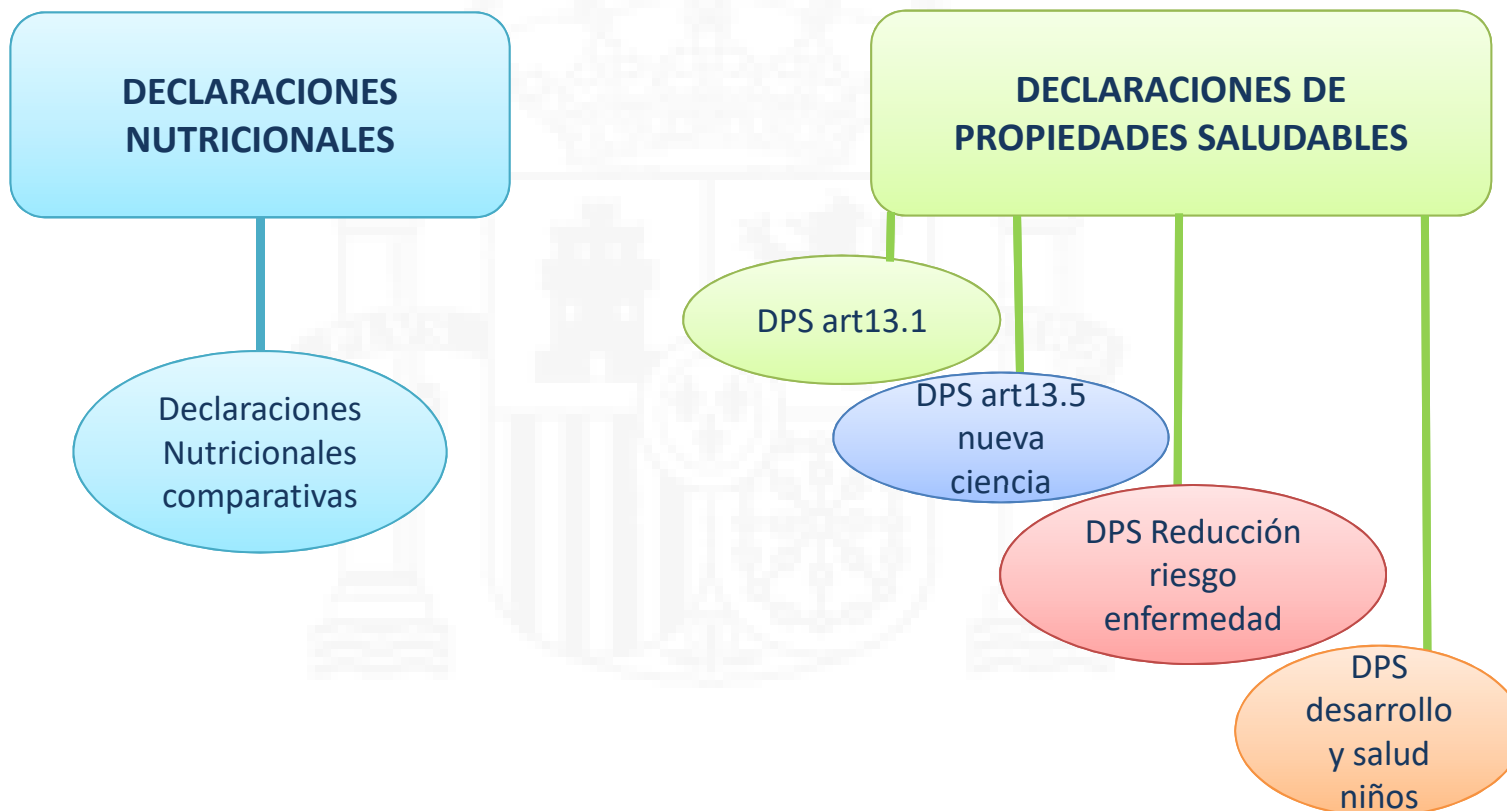 DECLARACIONES
NUTRICIONALES
DECLARACIONES DE
PROPIEDADES SALUDABLES
Declaraciones
Nutricionales
comparativas
DPS art13.1
DPS art13.5
nueva
ciencia
DPS Reducción
riesgo
enfermedad
DPS
desarrollo
y salud
niños